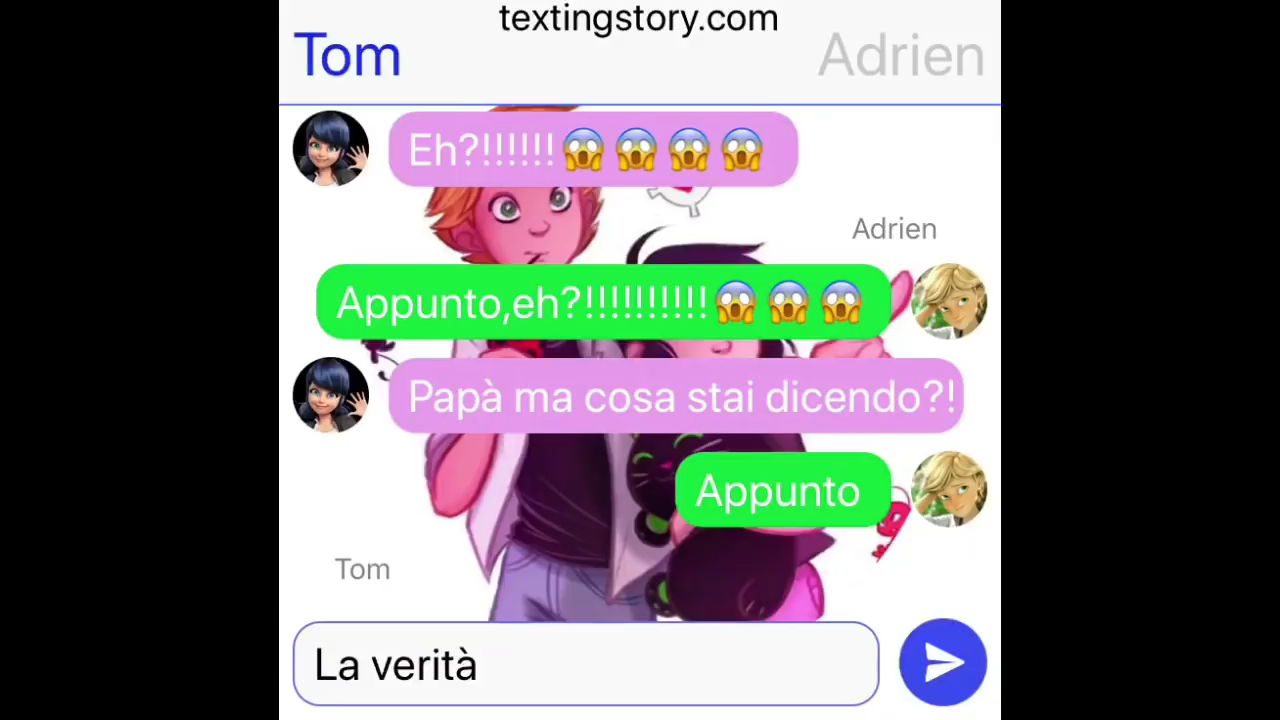 textingstory.com
Tom
Adrien
Eh?!!!!!!😱😱😱😱
Adrien
Appunto,eh?!!!!!!!!!!😱😱😱
Papà ma cosa stai dicendo?!
Appunto
Tom
La verità